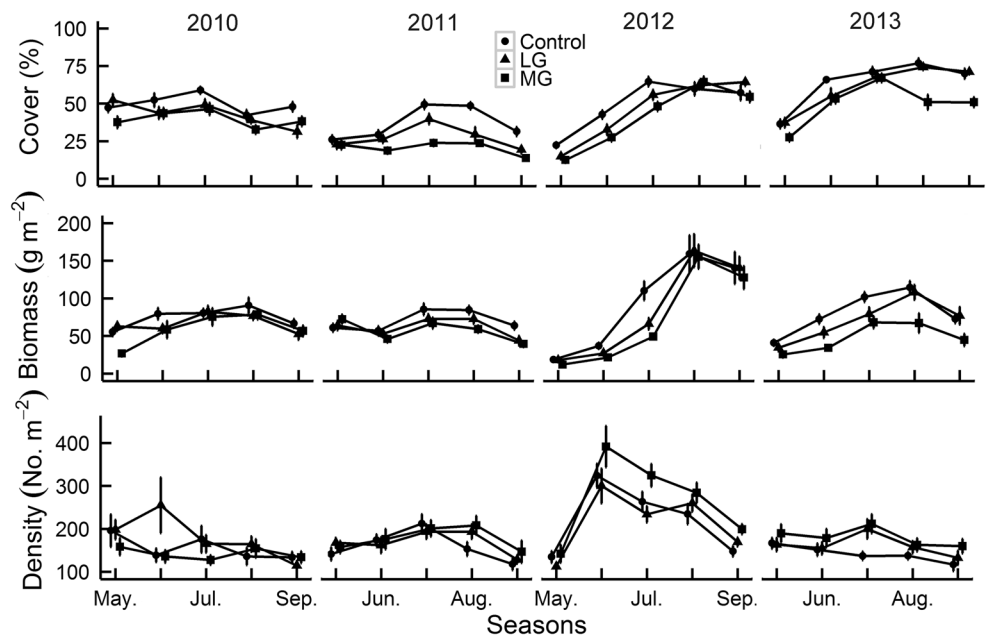 2010 2011 2012 2013
Control
LG
MG
Cover (%)
100
75
50
25
0
Biomass (g m⁻²)
200
150
100
50
0
Density (No. m⁻²)
400
300
200
100
May. Jul. Sep. Jun. Aug. May. Jul. Sep. Jun. Aug.
Seasons